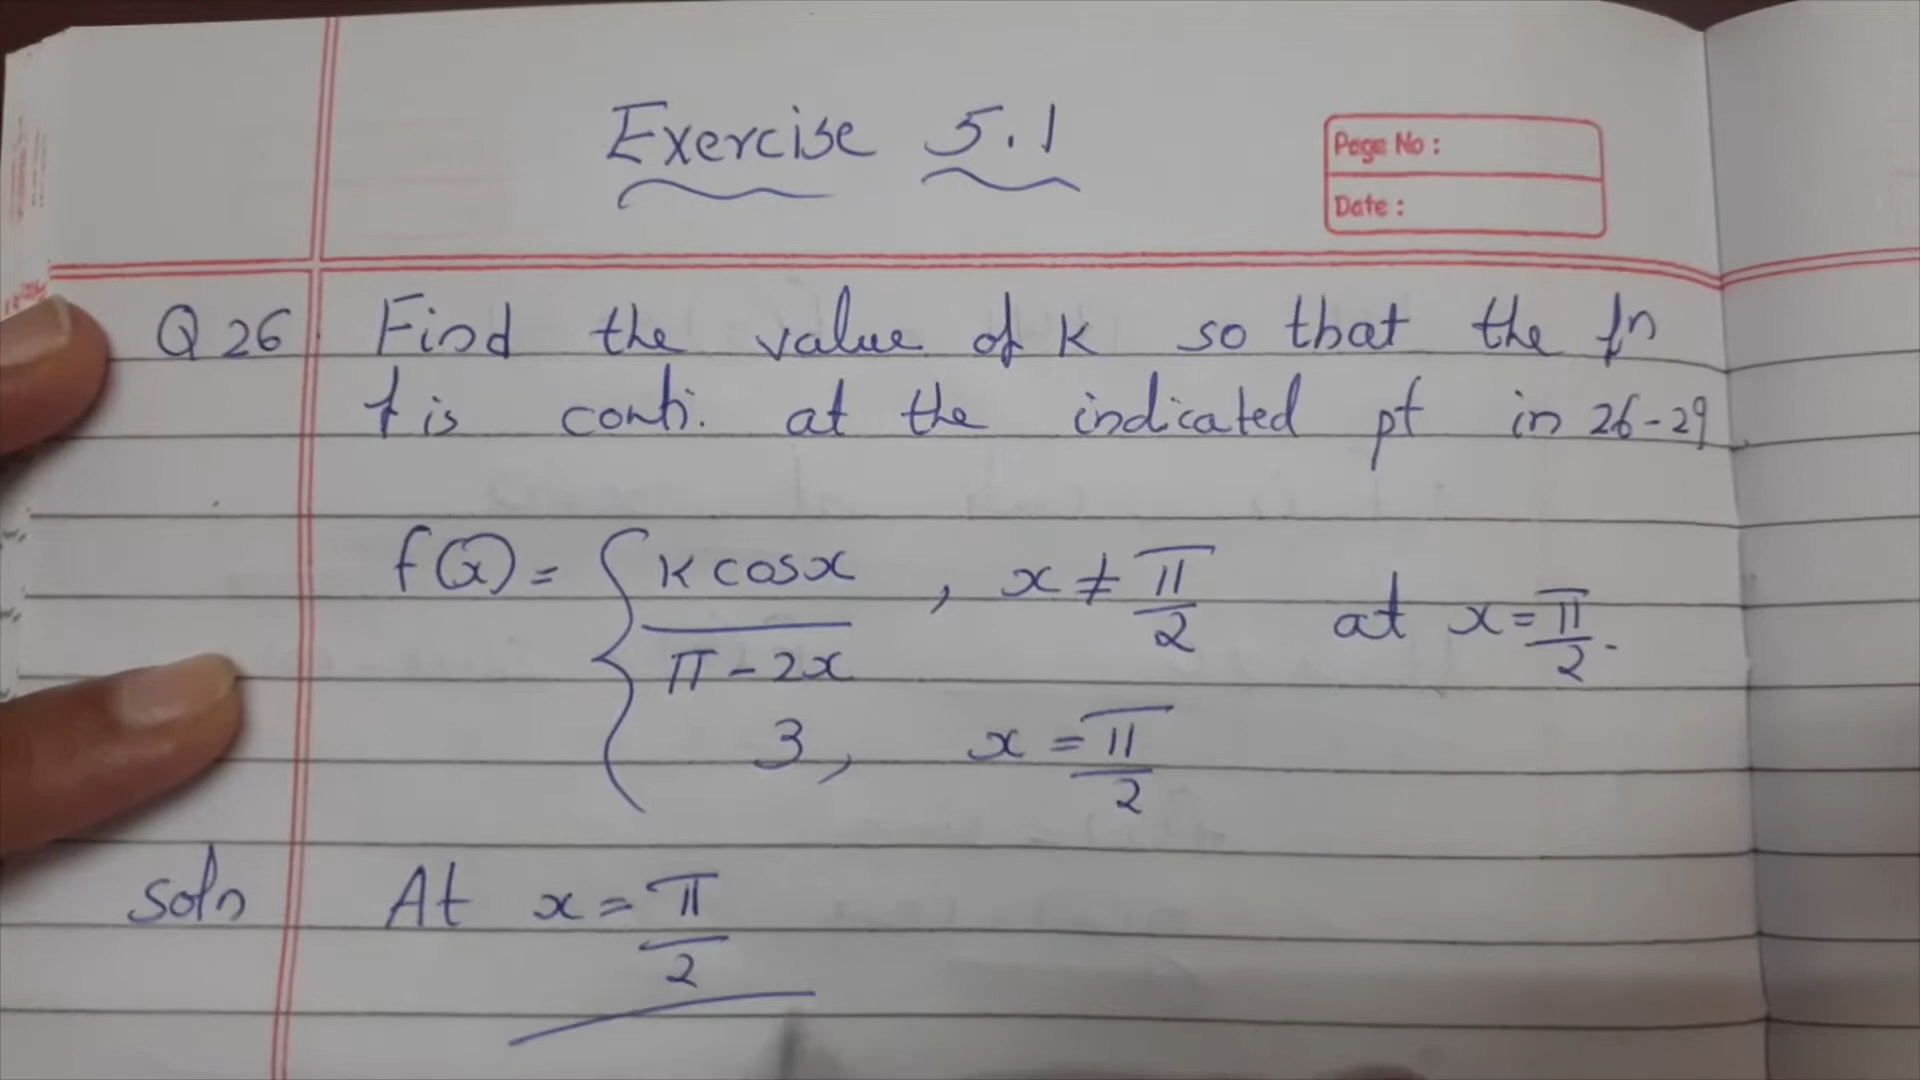 Exercise 5.1
Page No :
Date :
Q 26 Find the value of k so that the fn
f is conti. at the indicated pt in 26-29
f(x) = { k cosx / π - 2x , x ≠ π/2 at x = π/2.
3, x = π/2
Soln At x = π/2